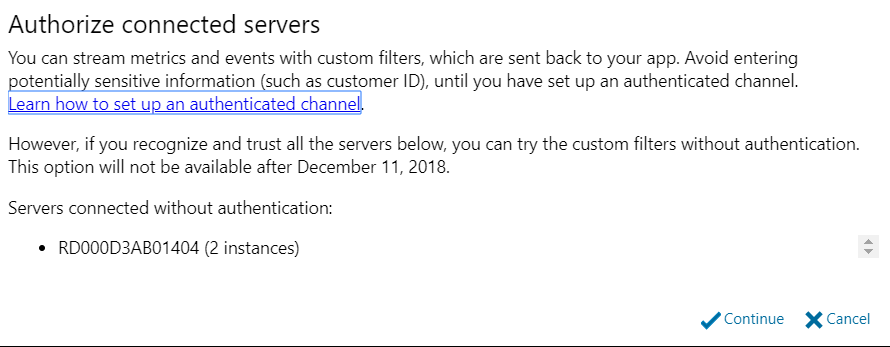 Authorize connected servers
You can stream metrics and events with custom filters, which are sent back to your app. Avoid entering
potentially sensitive information (such as customer ID), until you have set up an authenticated channel.
Learn how to set up an authenticated channel.
However, if you recognize and trust all the servers below, you can try the custom filters without authentication.
This option will not be available after December 11, 2018.
Servers connected without authentication:
• RD000D3AB01404 (2 instances)
Continue Cancel